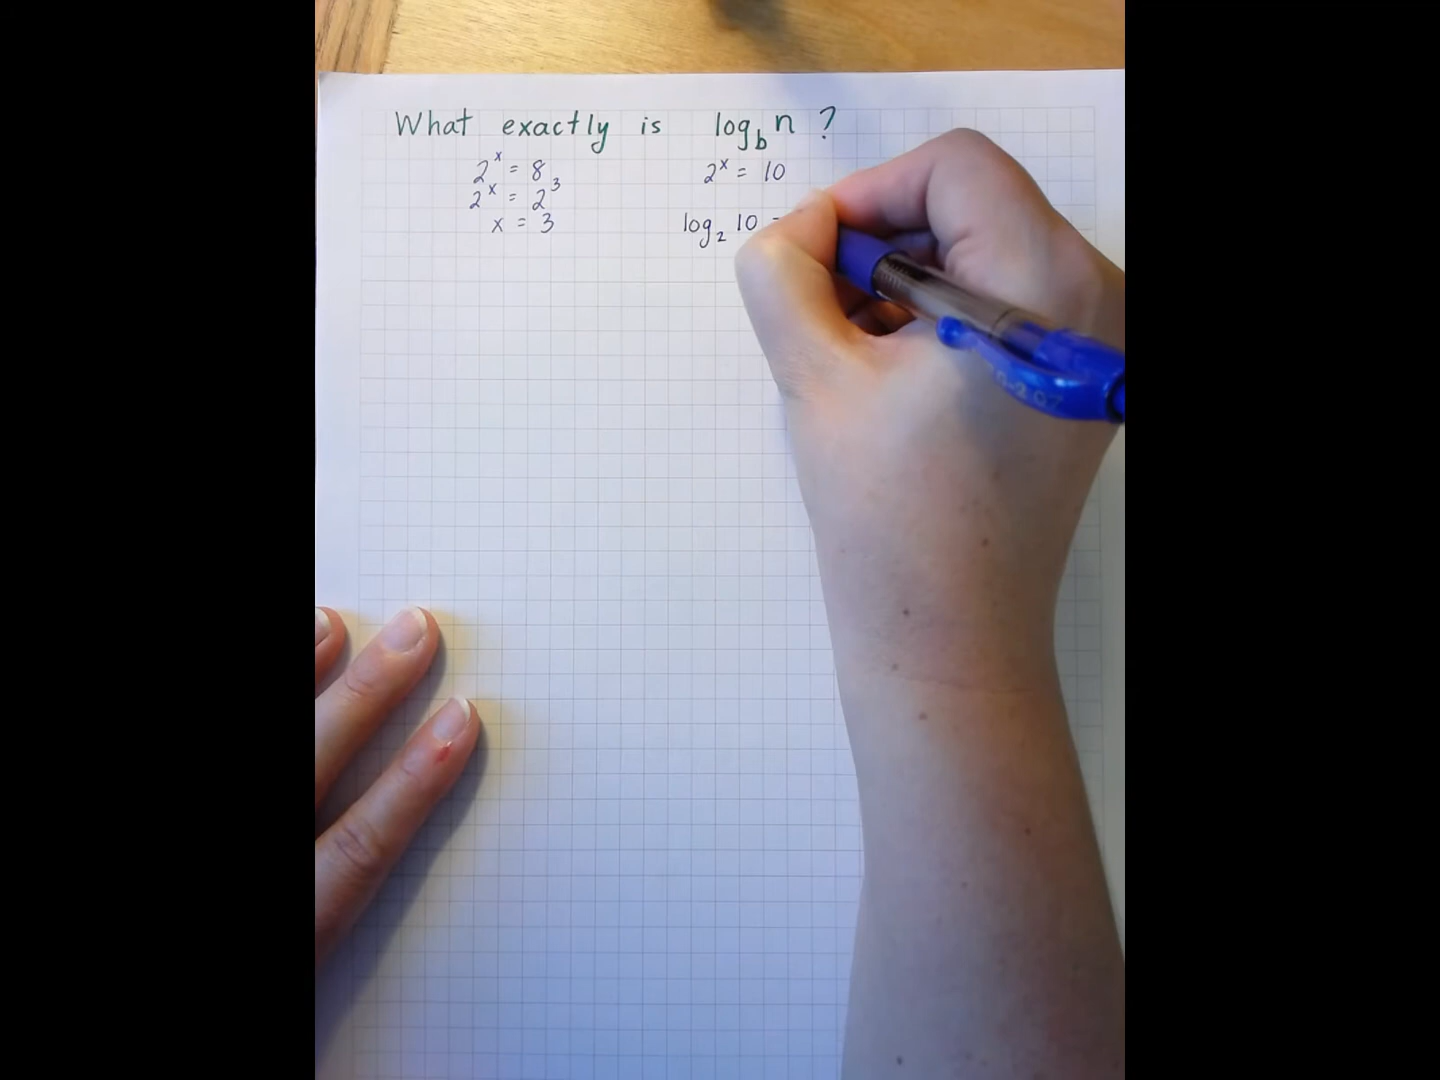 What exactly is log_b n ?
2^x = 8
2^x = 2^3
x = 3
2^x = 10
log_2 10 =